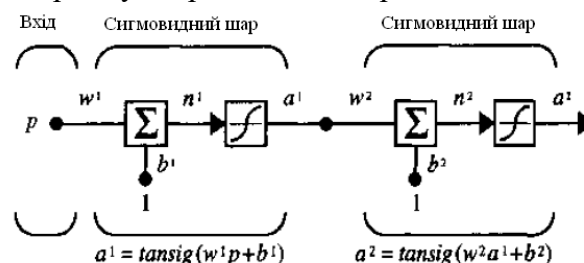 Вхід Сигмовидний шар Сигмовидний шар
p w¹ Σ n¹ a¹ w² Σ n² a²
b¹ b²
1 1
a¹ = tansig(w¹p+b¹) a² = tansig(w²a¹+b²)